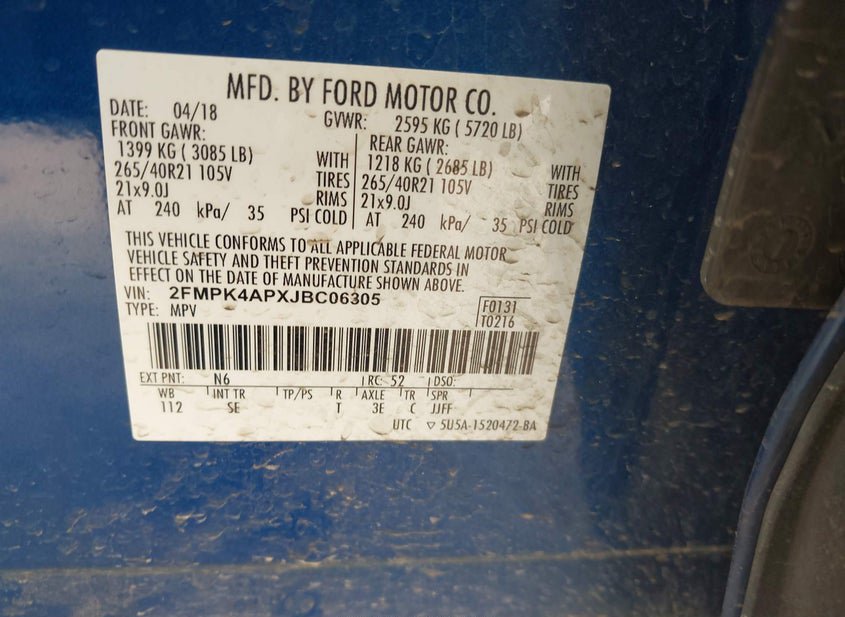 MFD. BY FORD MOTOR CO.
DATE: 04/18 GVWR: 2595 KG ( 5720 LB)
FRONT GAWR: REAR GAWR:
1399 KG ( 3085 LB) WITH 1218 KG ( 2685 LB) WITH
265/40R21 105V TIRES 265/40R21 105V TIRES
21x9.0J RIMS 21x9.0J RIMS
AT 240 kPa/ 35 PSI COLD AT 240 kPa/ 35 PSI COLD
THIS VEHICLE CONFORMS TO ALL APPLICABLE FEDERAL MOTOR
VEHICLE SAFETY AND THEFT PREVENTION STANDARDS IN
EFFECT ON THE DATE OF MANUFACTURE SHOWN ABOVE.
VIN: 2FMPK4APXJBC06305 F0131
TYPE: MPV T0216
EXT PNT: N6 RC: 52 DSO:
WB INT TR TP/PS R AXLE TR SPR
112 SE T 3E C JJFF
UTC ▽ 5U5A-1520472-BA